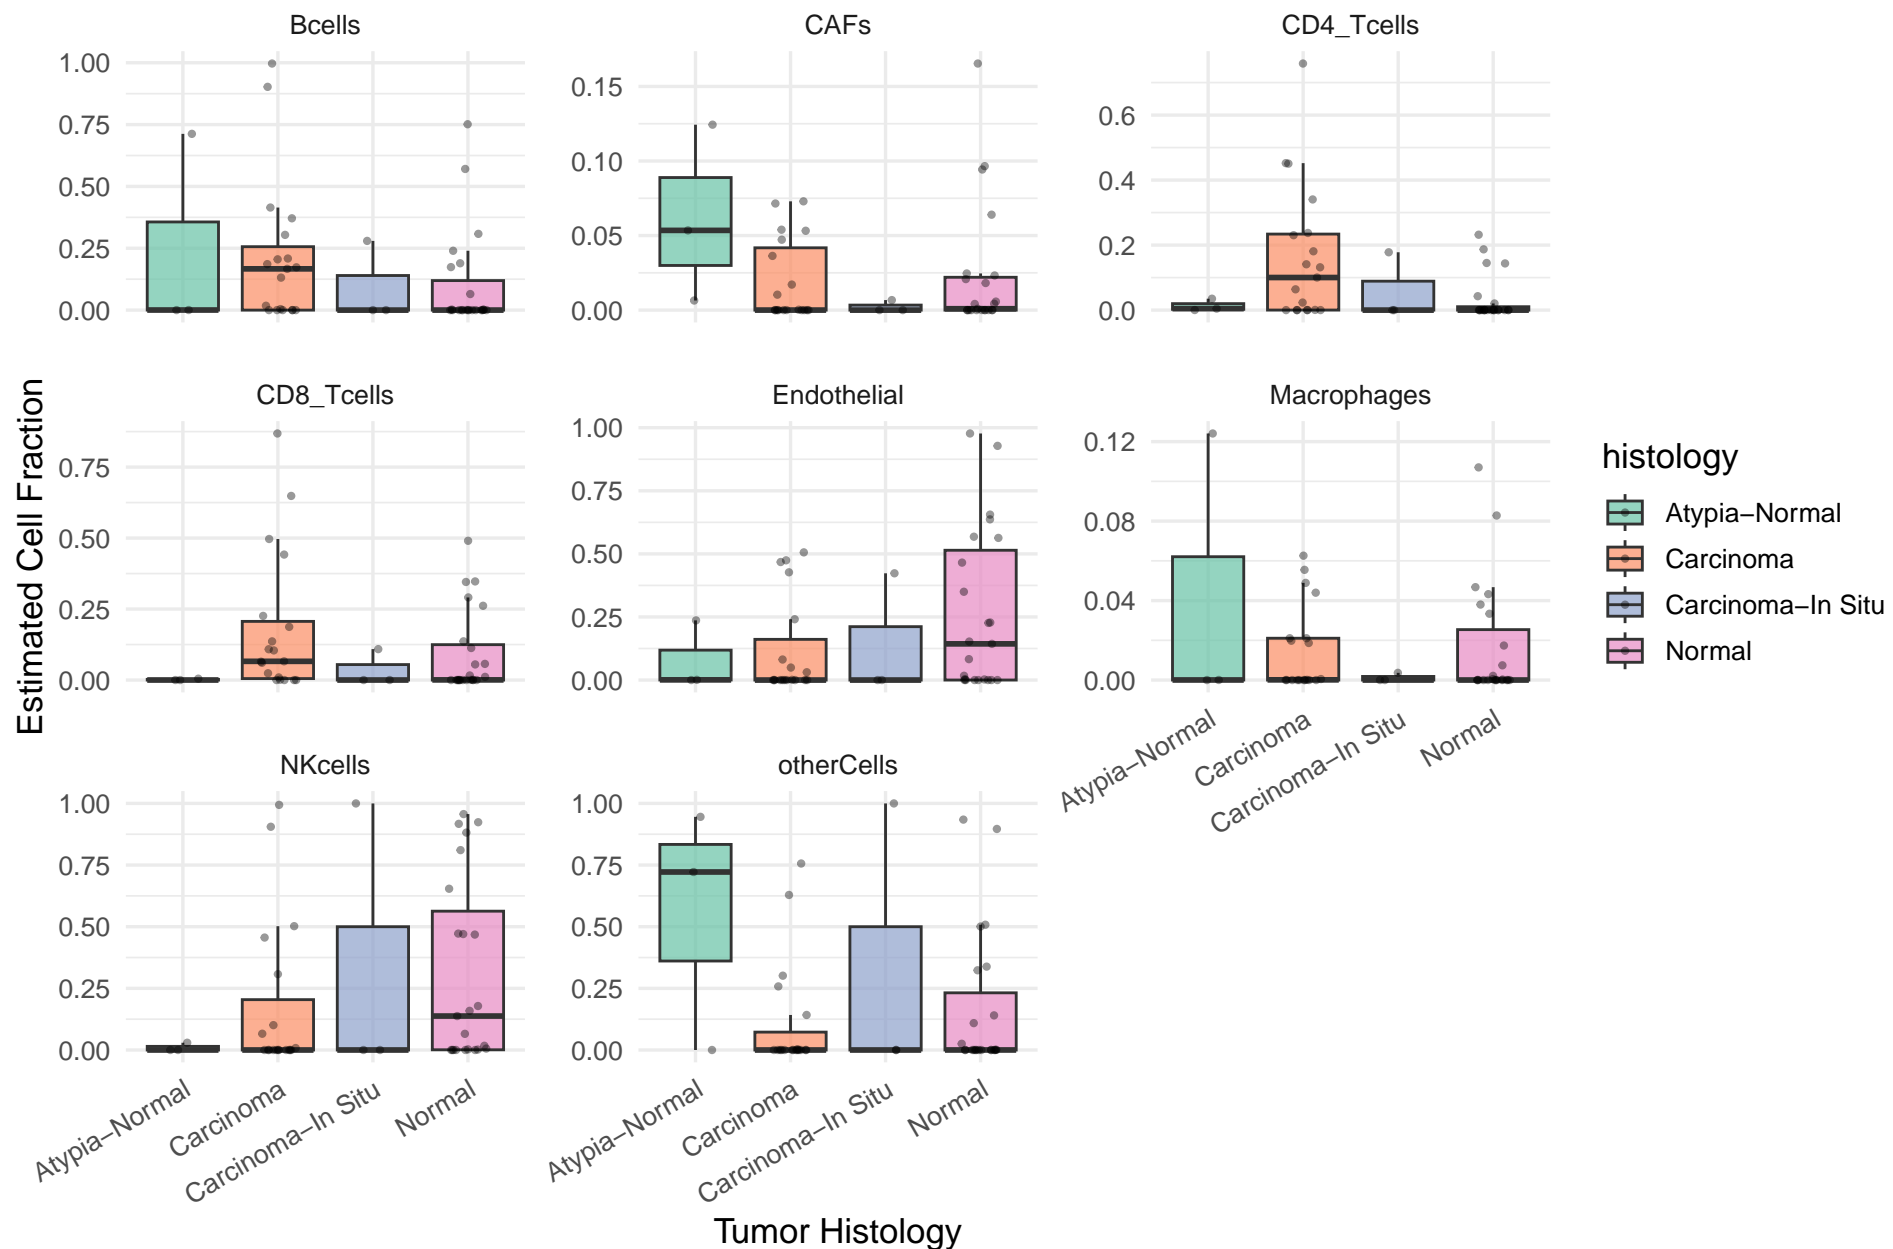 Bcells
CAFs
CD4_Tcells
1.00
0.75
0.50
0.25
0.00
0.15
0.10
0.05
0.00
0.6
0.4
0.2
0.0
CD8_Tcells
Endothelial
Macrophages
0.75
0.50
0.25
0.00
1.00
0.75
0.50
0.25
0.00
0.12
0.08
0.04
0.00
Atypia–Normal
Carcinoma
Carcinoma–In Situ
Normal
NKcells
otherCells
1.00
0.75
0.50
0.25
0.00
1.00
0.75
0.50
0.25
0.00
Atypia–Normal
Carcinoma
Carcinoma–In Situ
Normal
Atypia–Normal
Carcinoma
Carcinoma–In Situ
Normal
Estimated Cell Fraction
Tumor Histology
histology
Atypia–Normal
Carcinoma
Carcinoma–In Situ
Normal